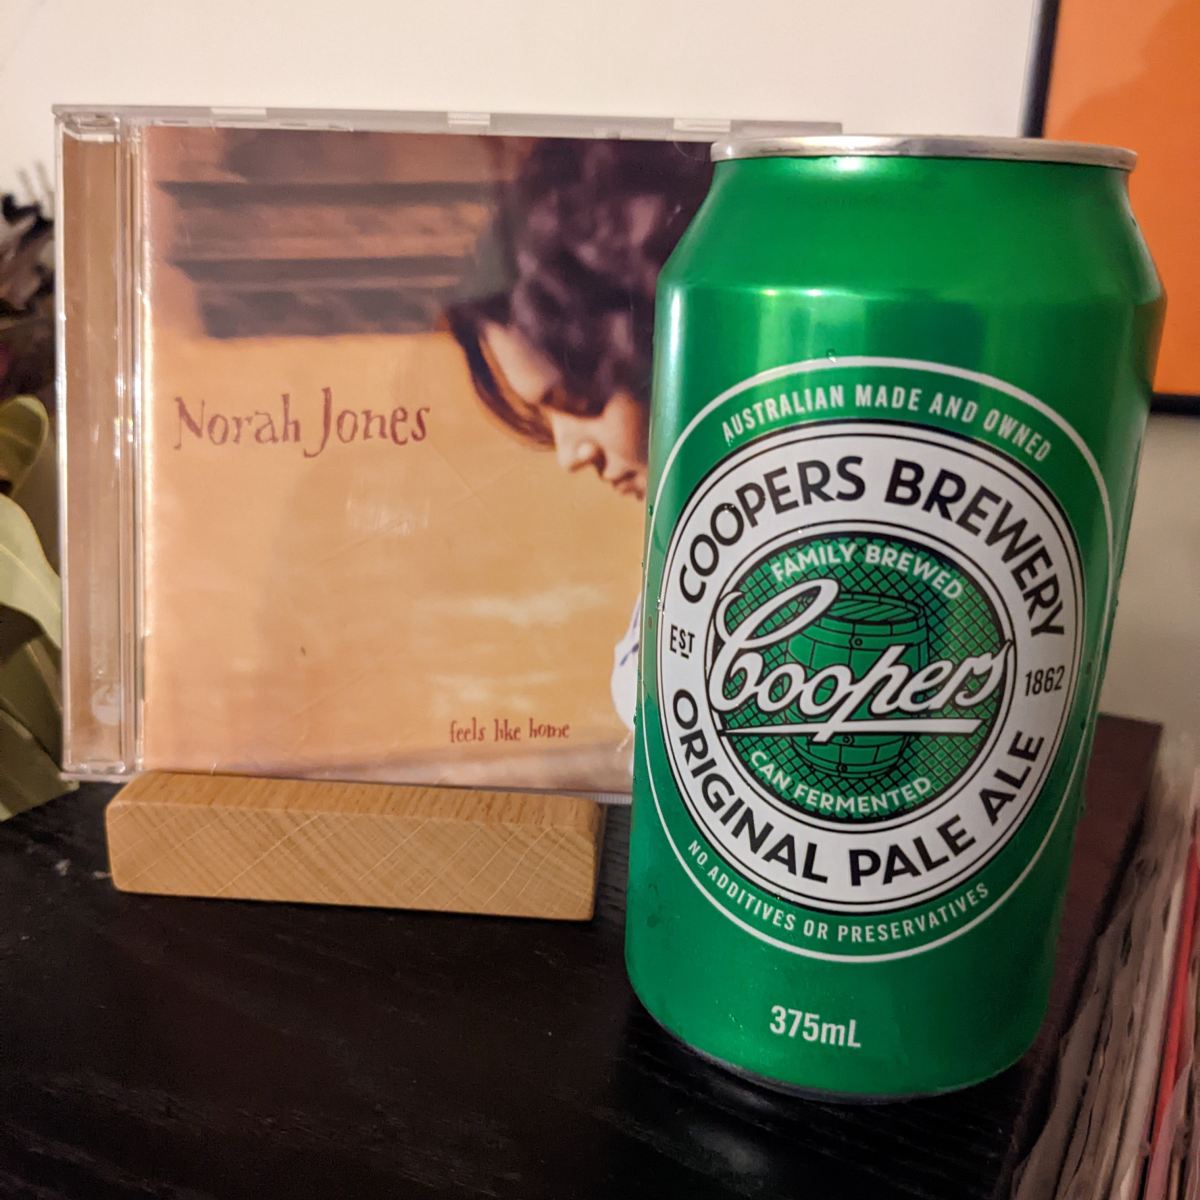 Norah Jones
feels like home
AUSTRALIAN MADE AND OWNED
COOPERS BREWERY
FAMILY BREWED
Coopers
EST 1862
CAN FERMENTED
ORIGINAL PALE ALE
NO ADDITIVES OR PRESERVATIVES
375mL